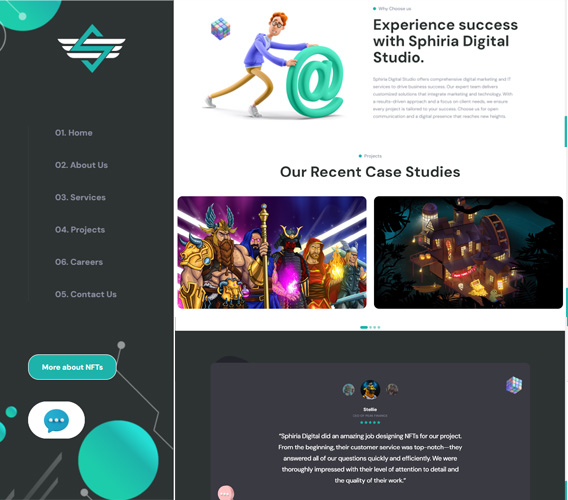 01. Home
02. About Us
03. Services
04. Projects
06. Careers
05. Contact Us
More about NFTs
Why Choose us
Experience success
with Sphiria Digital
Studio.
Sphiria Digital Studio offers comprehensive digital marketing and IT
services to drive business success. Our expert team delivers
customized solutions that integrate marketing and technology. With
a results-driven approach and a focus on client needs, we ensure
every project is tailored to your success. Choose us for open
communication and a digital presence that reaches new heights.
Projects
Our Recent Case Studies
Stellie
"Sphiria Digital did an amazing job designing NFTs for our project.
From the beginning, their customer service was top-notch—they
answered all of our questions quickly and efficiently. We were
thoroughly impressed with their level of attention to detail and
the quality of their work."